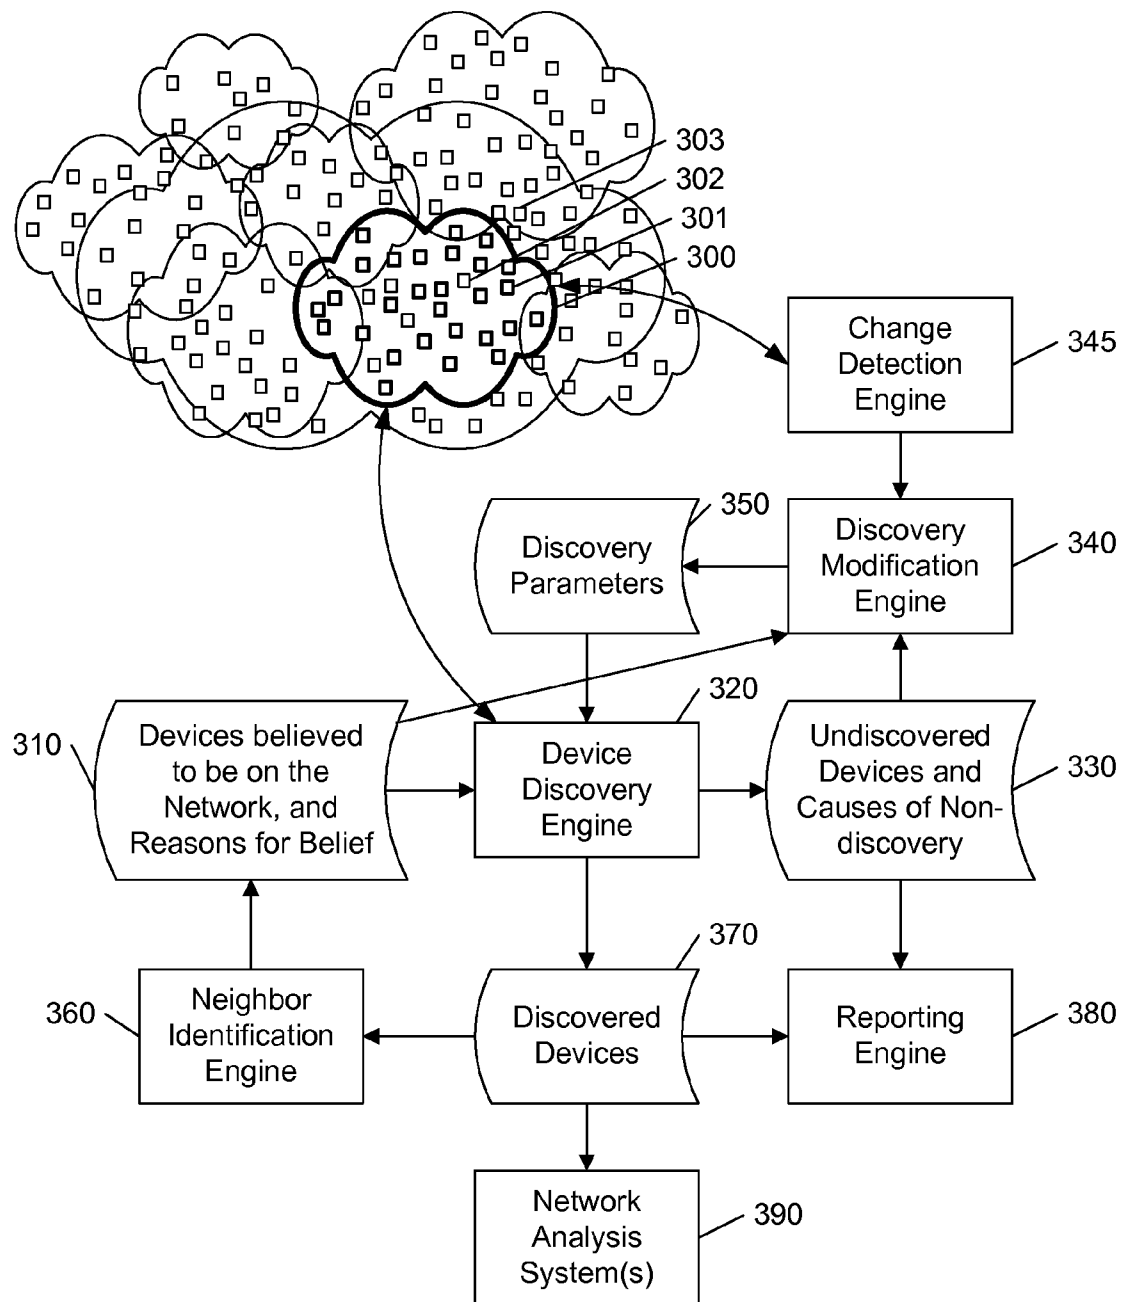 303
302
301
300
Change
Detection
Engine
345
350
Discovery
Parameters
Discovery
Modification
Engine
340
320
310
Devices believed
to be on the
Network, and
Reasons for Belief
Device
Discovery
Engine
Undiscovered
Devices and
Causes of Non-
discovery
330
370
360
Neighbor
Identification
Engine
Discovered
Devices
Reporting
Engine
380
Network
Analysis
System(s)
390